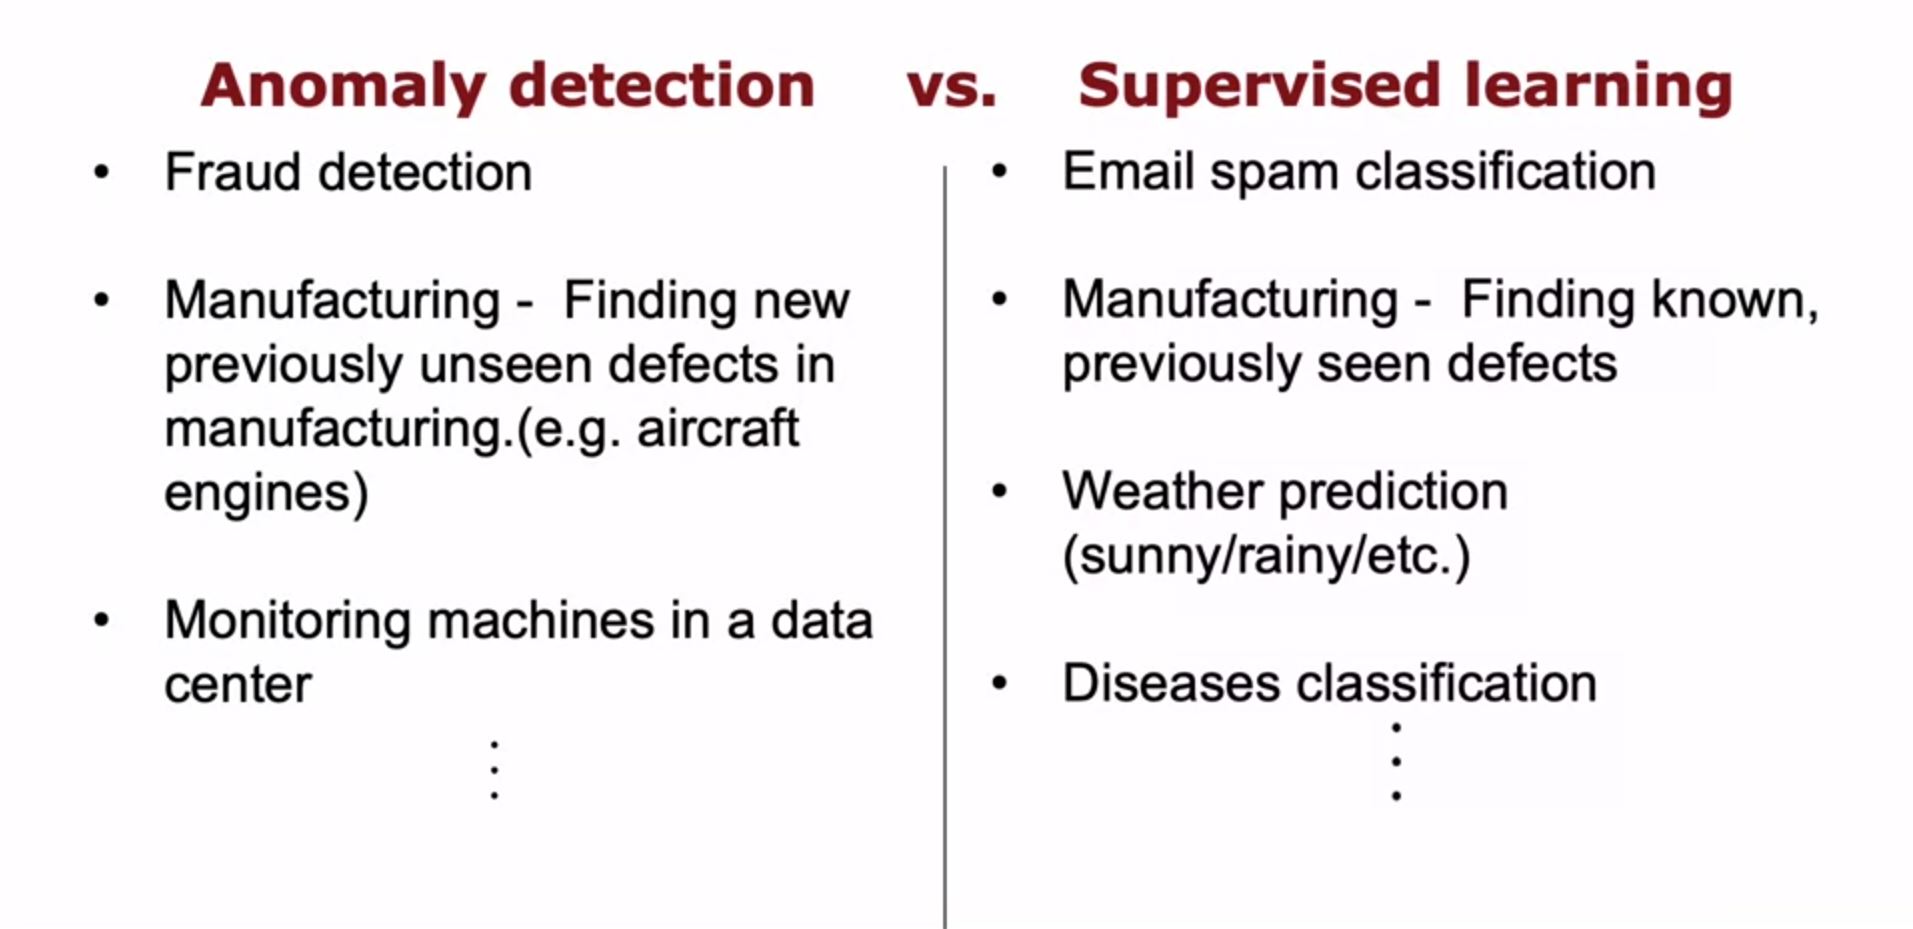 Anomaly detection vs. Supervised learning
• Fraud detection
• Manufacturing - Finding new
previously unseen defects in
manufacturing.(e.g. aircraft
engines)
• Monitoring machines in a data
center
• Email spam classification
• Manufacturing - Finding known,
previously seen defects
• Weather prediction
(sunny/rainy/etc.)
• Diseases classification